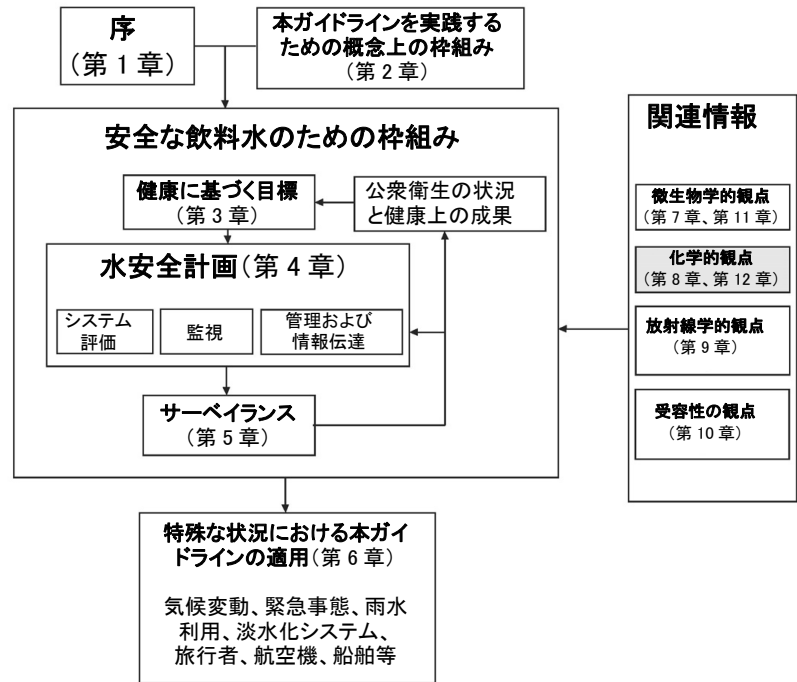 序
(第 1 章)
本ガイドラインを実践する
ための概念上の枠組み
(第 2 章)
安全な飲料水のための枠組み
健康に基づく目標
(第 3 章)
公衆衛生の状況
と健康上の成果
水安全計画(第 4 章)
システム
評価
監視
管理および
情報伝達
サーベイランス
(第 5 章)
特殊な状況における本ガイ
ドラインの適用(第 6 章)
気候変動、緊急事態、雨水
利用、淡水化システム、
旅行者、航空機、船舶等
関連情報
微生物学的観点
(第 7 章、第 11 章)
化学的観点
(第 8 章、第 12 章)
放射線学的観点
(第 9 章)
受容性の観点
(第 10 章)